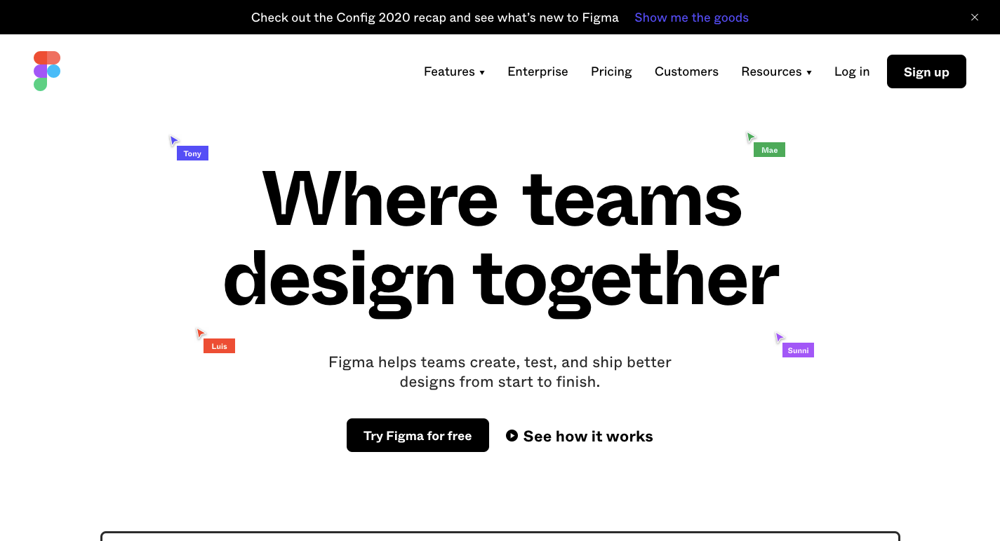 Check out the Config 2020 recap and see what’s new to Figma Show me the goods
Features Enterprise Pricing Customers Resources Log in Sign up
Tony
Mae
Where teams
design together
Luis
Sunni
Figma helps teams create, test, and ship better
designs from start to finish.
Try Figma for free See how it works